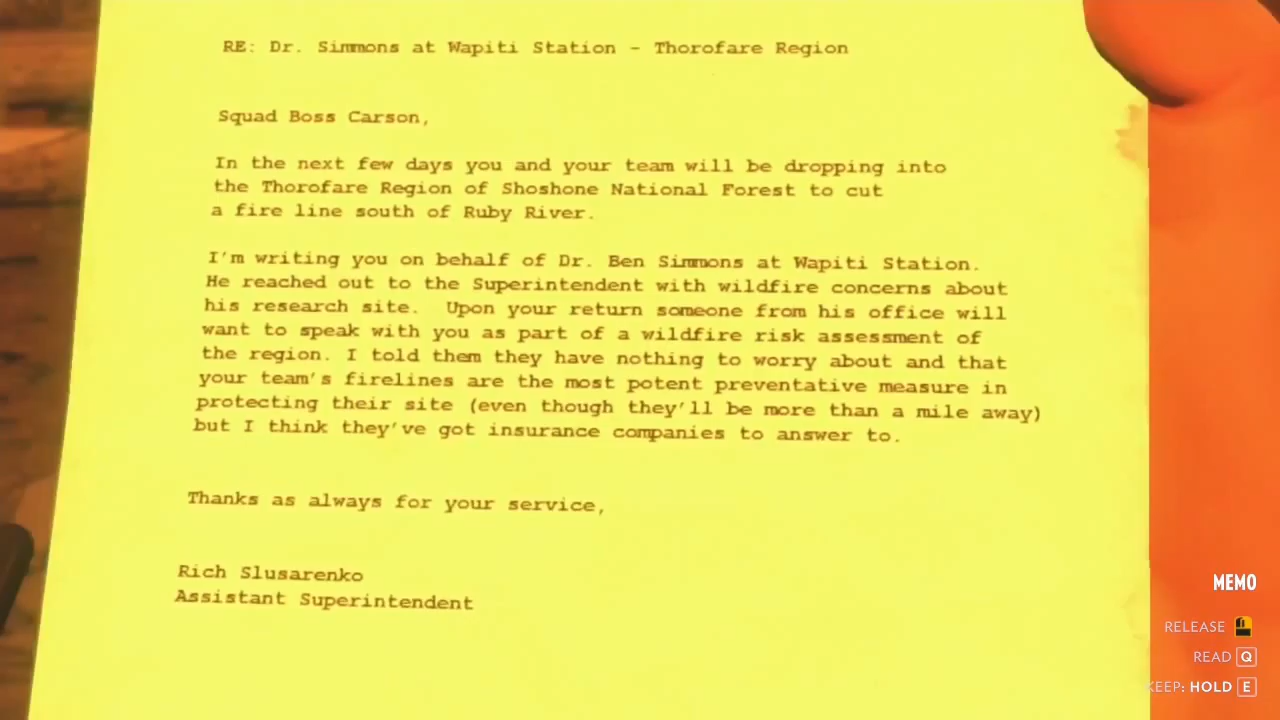 RE: Dr. Simmons at Wapiti Station - Thorofare Region
Squad Boss Carson,
In the next few days you and your team will be dropping into
the Thorofare Region of Shoshone National Forest to cut
a fire line south of Ruby River.
I'm writing you on behalf of Dr. Ben Simmons at Wapiti Station.
He reached out to the Superintendent with wildfire concerns about
his research site.  Upon your return someone from his office will
want to speak with you as part of a wildfire risk assessment of
the region. I told them they have nothing to worry about and that
your team's firelines are the most potent preventative measure in
protecting their site (even though they'll be more than a mile away)
but I think they've got insurance companies to answer to.
Thanks as always for your service,
Rich Slusarenko
Assistant Superintendent
MEMO
RELEASE
READ Q
KEEP: HOLD E